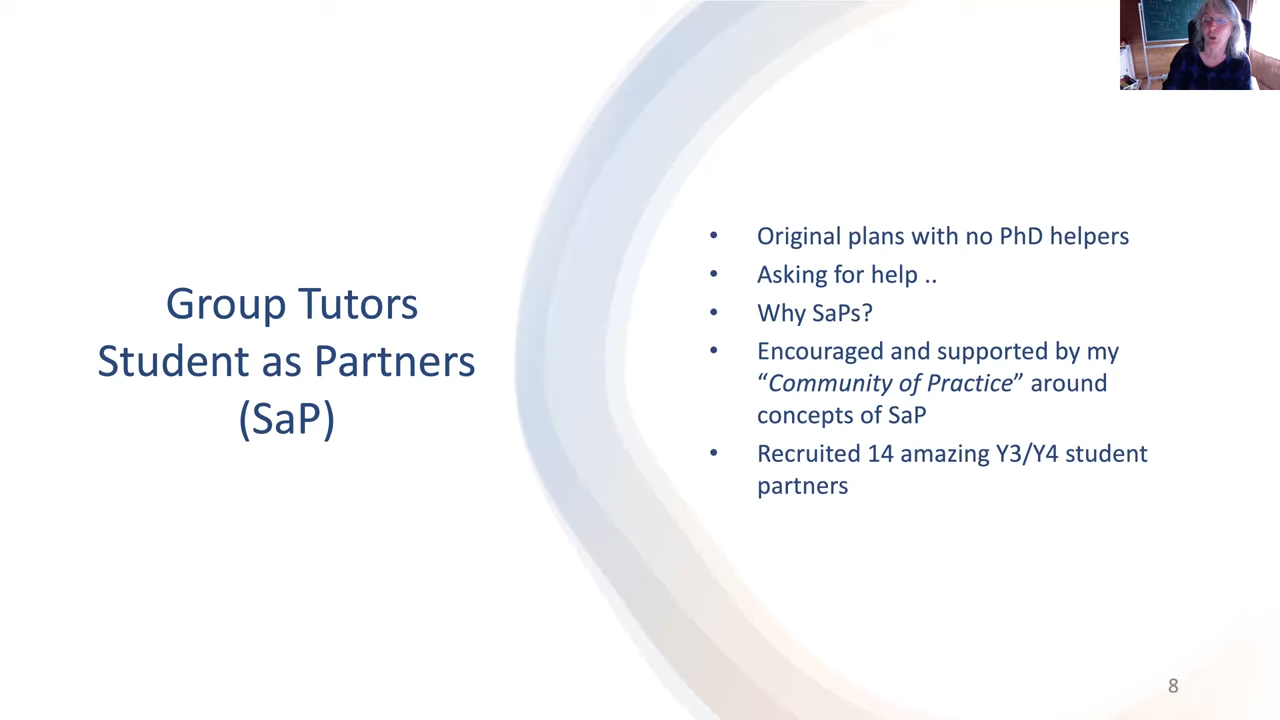 Group Tutors
Student as Partners
(SaP)
• Original plans with no PhD helpers
• Asking for help ..
• Why SaPs?
• Encouraged and supported by my
“Community of Practice” around
concepts of SaP
• Recruited 14 amazing Y3/Y4 student
partners
8